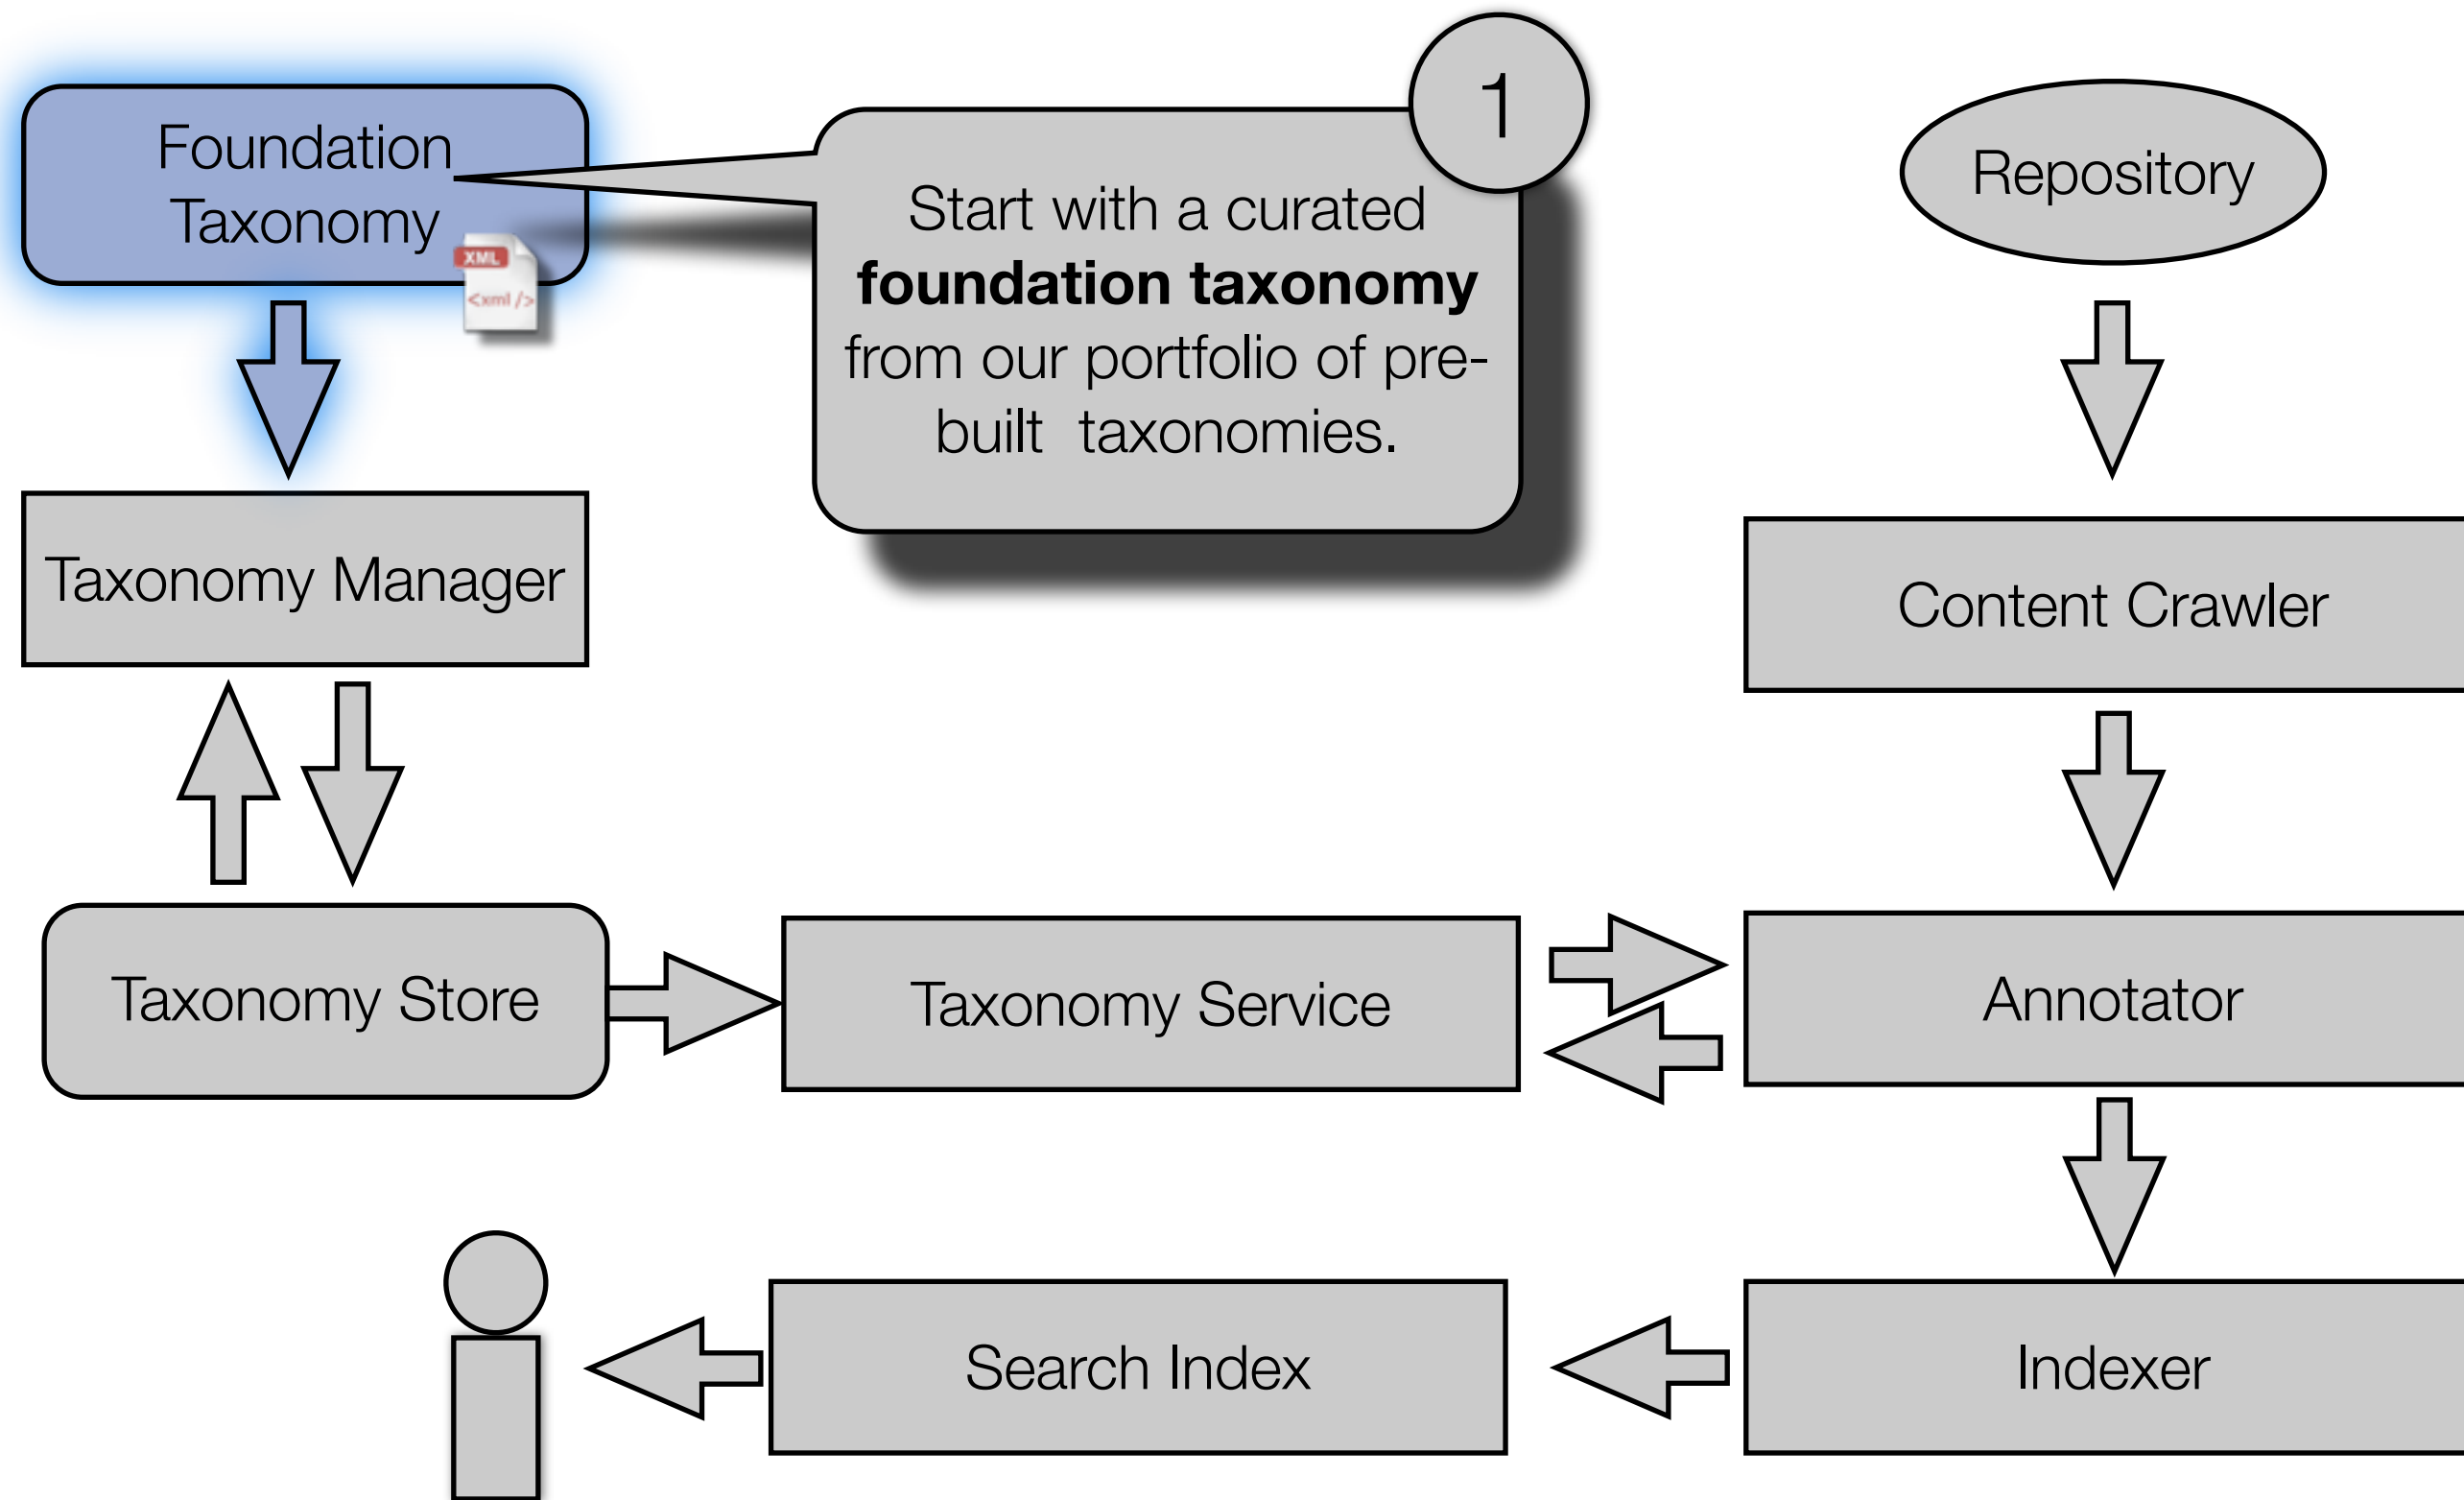 Foundation
Taxonomy
XML
<xml />
1
Start with a curated
foundation taxonomy
from our portfolio of pre-
built taxonomies.
Repository
Taxonomy Manager
Content Crawler
Taxonomy Store
Taxonomy Service
Annotator
Search Index
Indexer